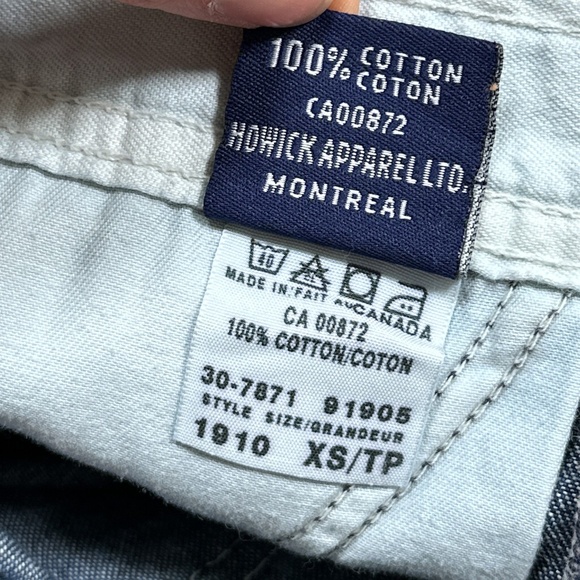 100% COTTON
COTON
CA00872
HOWICK APPAREL LTD.
MONTREAL
40 CL
MADE IN/FAIT AU CANADA
CA 00872
100% COTTON/COTON
30-7871 91905
STYLE SIZE/GRANDEUR
1910 XS/TP